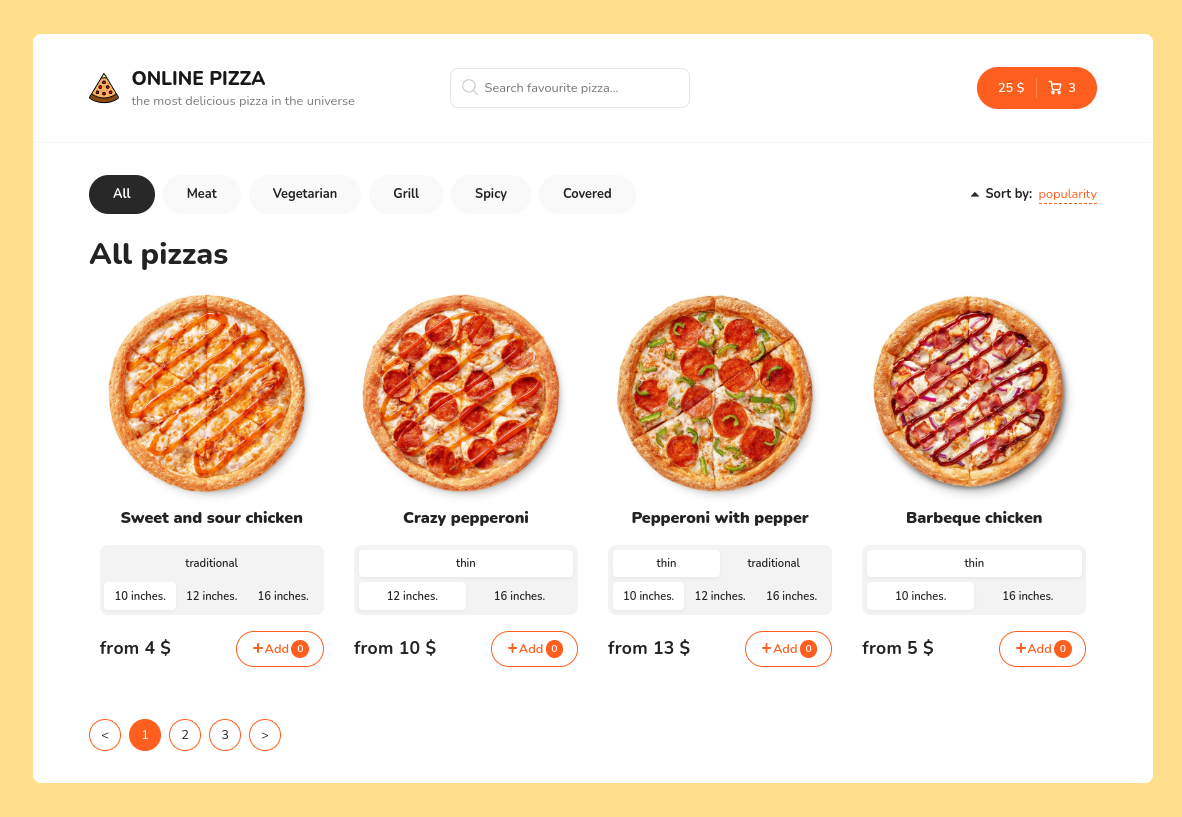 ONLINE PIZZA
the most delicious pizza in the universe
Search favourite pizza...
25 $ 3
All Meat Vegetarian Grill Spicy Covered
Sort by: popularity
All pizzas
Sweet and sour chicken
traditional
10 inches. 12 inches. 16 inches.
from 4 $ +Add 0
Crazy pepperoni
thin
12 inches. 16 inches.
from 10 $ +Add 0
Pepperoni with pepper
thin traditional
10 inches. 12 inches. 16 inches.
from 13 $ +Add 0
Barbeque chicken
thin
10 inches. 16 inches.
from 5 $ +Add 0
< 1 2 3 >